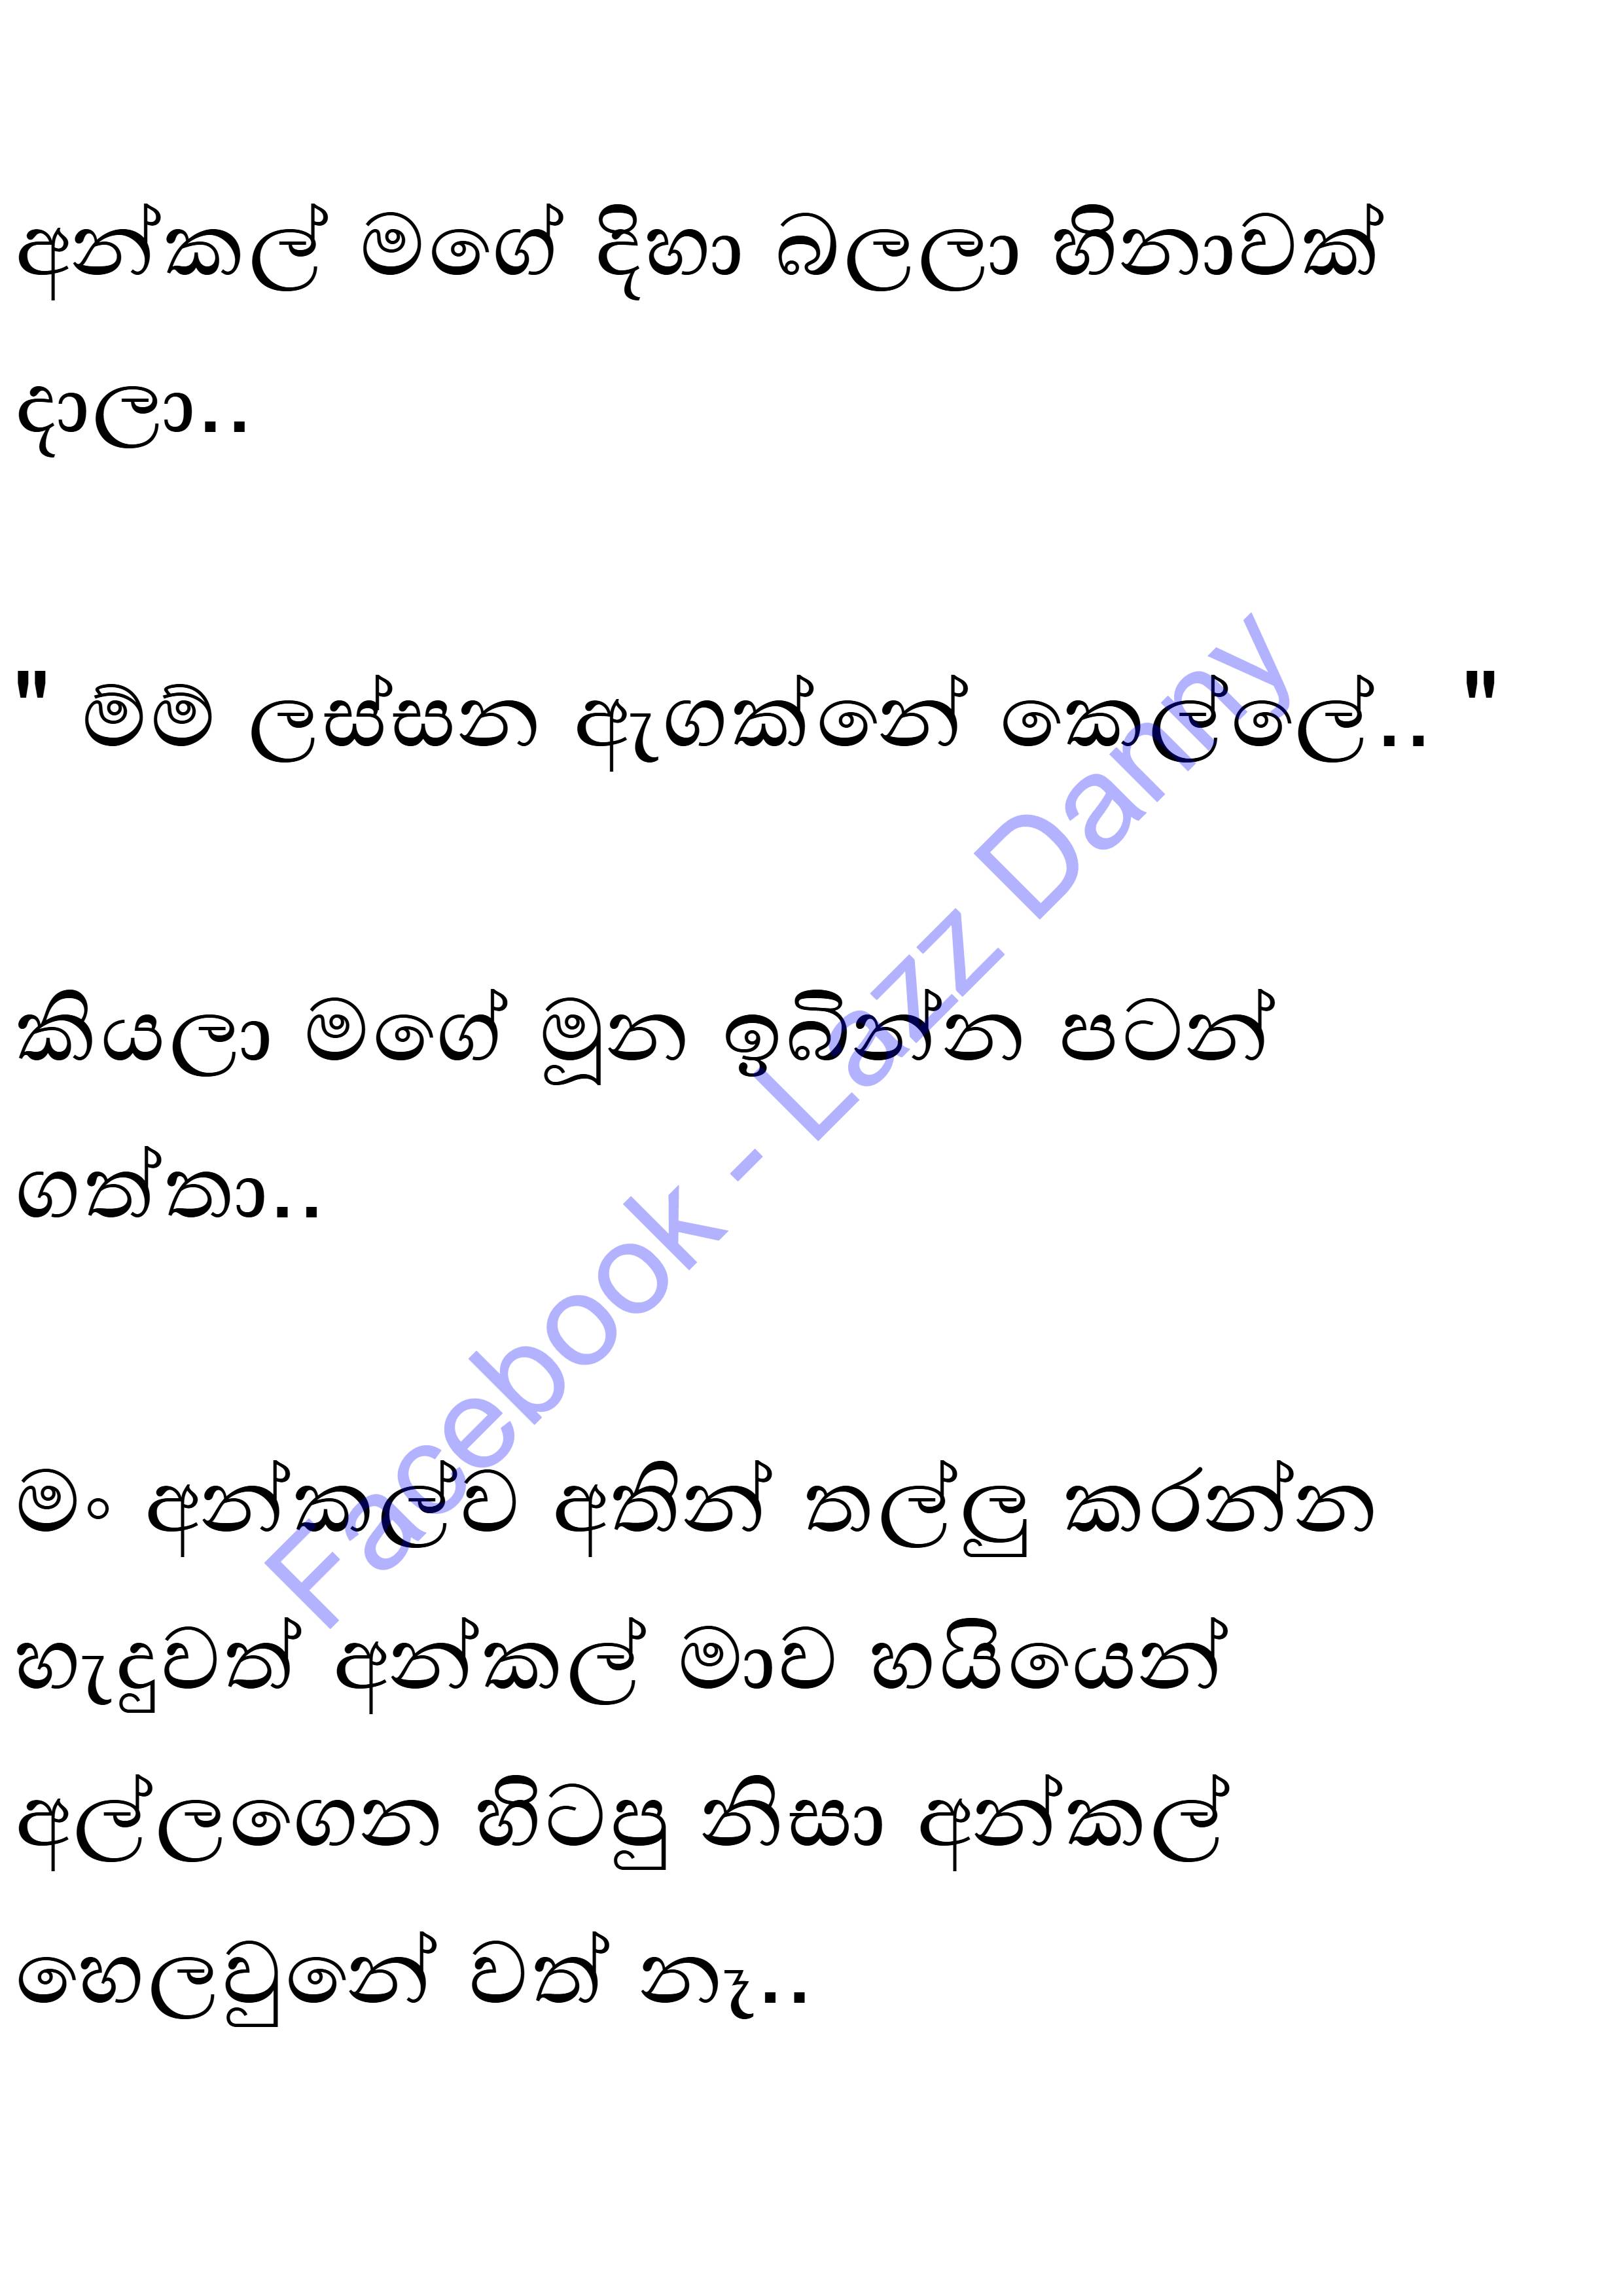 අන්කල් මගේ දිහා බලලා හිනාවක්
දාලා..
" ම්ම් ලස්සන ඇගක්නේ කෙල්ලේ.. "
කියලා මගේ මූන ඉඹින්න පටන්
ගත්තා..
මං අන්කල්ව අතින් තල්ලු කරන්න
හැදුවත් අන්කල් මාව හයියෙන්
අල්ලගෙන හිටපු නිසා අන්කල්
හෙලවුනේ වත් නෑ..
Facebook - Lazz Danny